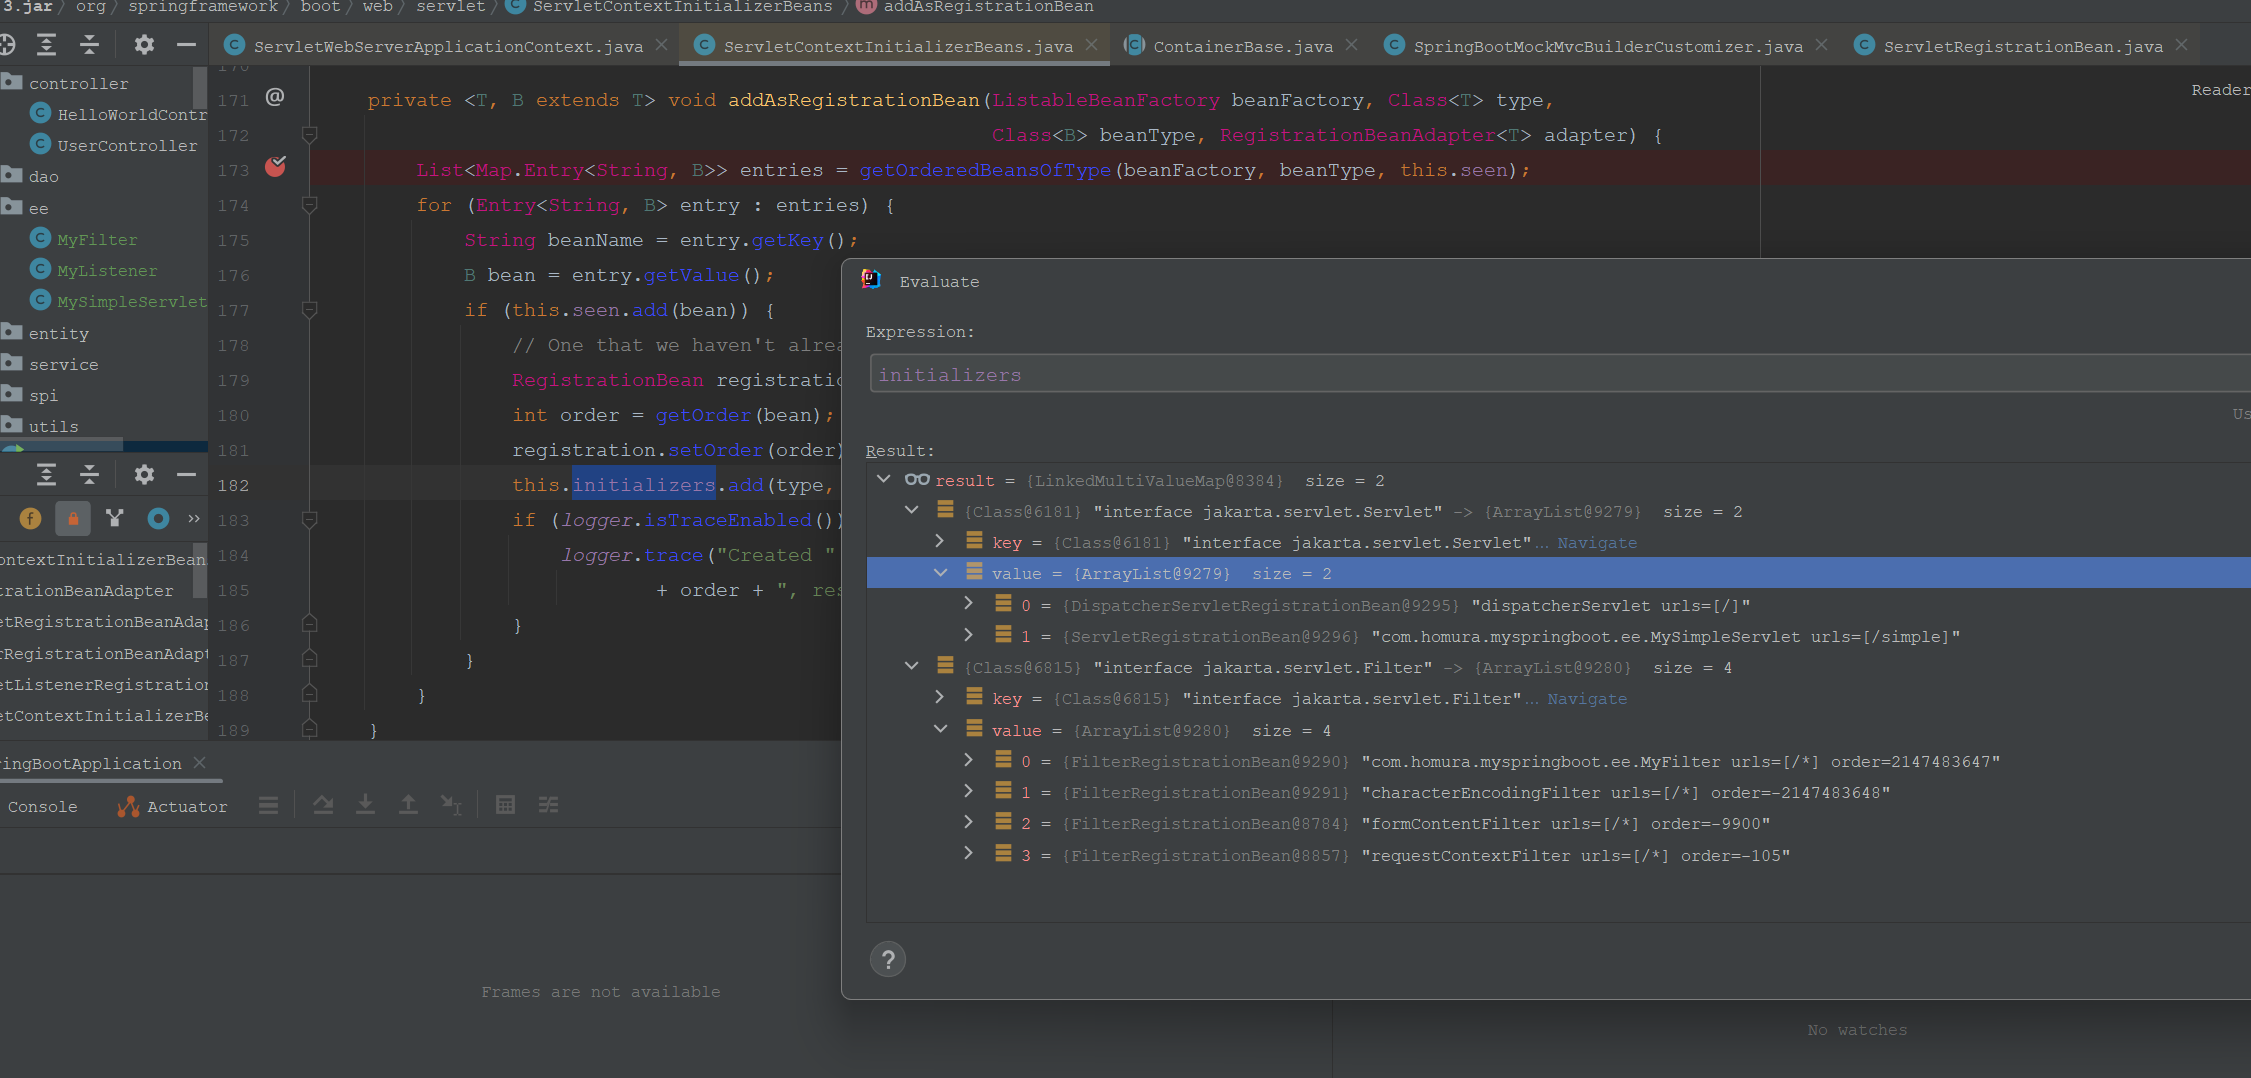 3.jar / org / springframework / boot / web / servlet / ServletContextInitializerBeans / addAsRegistrationBean
ServletWebServerApplicationContext.java ServletContextInitializerBeans.java ContainerBase.java SpringBootMockMvcBuilderCustomizer.java ServletRegistrationBean.java
Reader
controller
HelloWorldContr
UserController
dao
ee
MyFilter
MyListener
MySimpleServlet
entity
service
spi
utils
ontextInitializerBean
trationBeanAdapter
etRegistrationBeanAdap
rRegistrationBeanAdapt
etListenerRegistration
etContextInitializerBe
170
171 @ private <T, B extends T> void addAsRegistrationBean(ListableBeanFactory beanFactory, Class<T> type,
172 Class<B> beanType, RegistrationBeanAdapter<T> adapter) {
173 List<Map.Entry<String, B>> entries = getOrderedBeansOfType(beanFactory, beanType, this.seen);
174 for (Entry<String, B> entry : entries) {
175 String beanName = entry.getKey();
176 B bean = entry.getValue();
177 if (this.seen.add(bean)) {
178 // One that we haven't alrea
179 RegistrationBean registratio
180 int order = getOrder(bean);
181 registration.setOrder(order)
182 this.initializers.add(type,
183 if (logger.isTraceEnabled())
184 logger.trace("Created "
185 + order + ", res
186 }
187 }
188 }
189 }
Evaluate
Expression:
initializers
Us
Result:
result = {LinkedMultiValueMap@8384} size = 2
{Class@6181} "interface jakarta.servlet.Servlet" -> {ArrayList@9279} size = 2
key = {Class@6181} "interface jakarta.servlet.Servlet"... Navigate
value = {ArrayList@9279} size = 2
0 = {DispatcherServletRegistrationBean@9295} "dispatcherServlet urls=[/]"
1 = {ServletRegistrationBean@9296} "com.homura.myspringboot.ee.MySimpleServlet urls=[/simple]"
{Class@6815} "interface jakarta.servlet.Filter" -> {ArrayList@9280} size = 4
key = {Class@6815} "interface jakarta.servlet.Filter"... Navigate
value = {ArrayList@9280} size = 4
0 = {FilterRegistrationBean@9290} "com.homura.myspringboot.ee.MyFilter urls=[/*] order=2147483647"
1 = {FilterRegistrationBean@9291} "characterEncodingFilter urls=[/*] order=-2147483648"
2 = {FilterRegistrationBean@8784} "formContentFilter urls=[/*] order=-9900"
3 = {FilterRegistrationBean@8857} "requestContextFilter urls=[/*] order=-105"
?
ringBootApplication
Console Actuator
Frames are not available
No watches